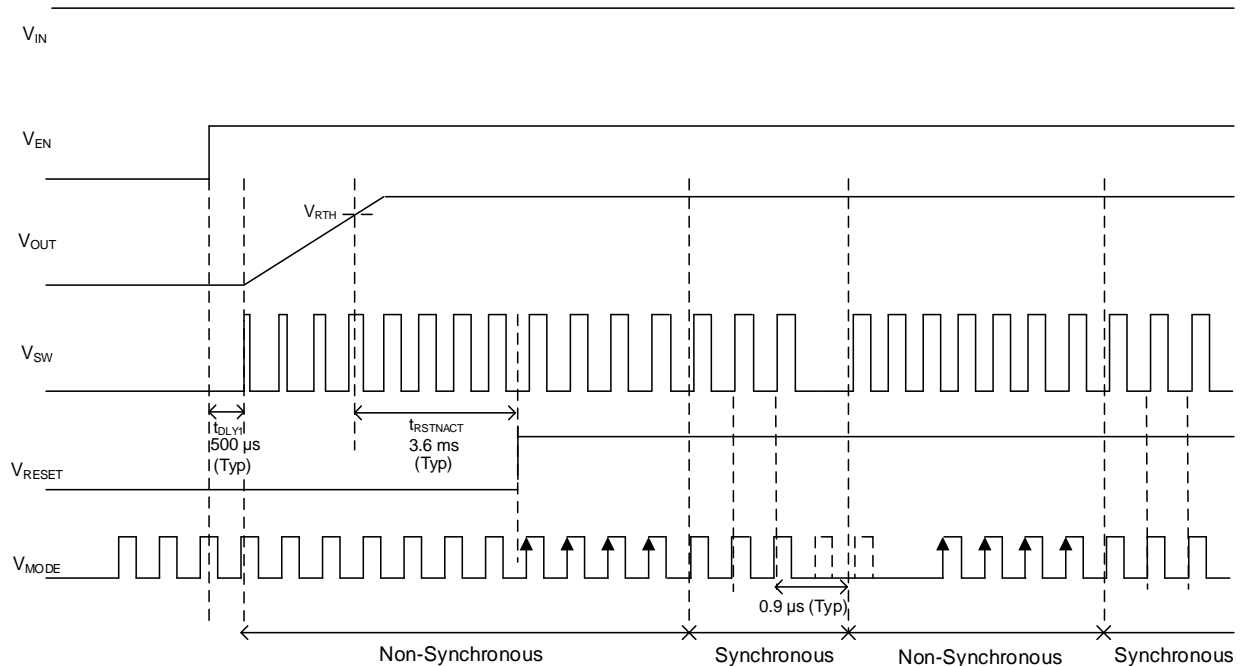 VIN
VEN
VRTH
VOUT
VSW
tDLY1
500 µs
(Typ)
tRSTNACT
3.6 ms
(Typ)
VRESET
VMODE
0.9 µs (Typ)
Non-Synchronous
Synchronous
Non-Synchronous
Synchronous